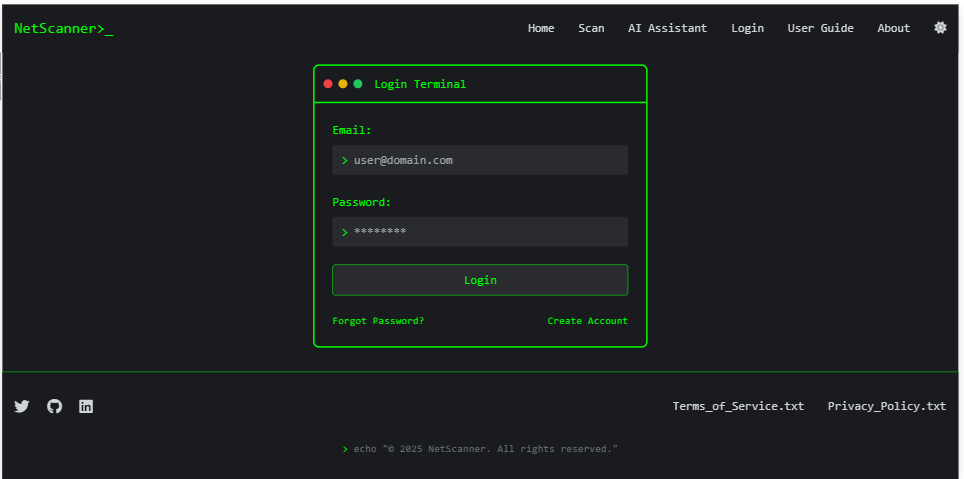 NetScanner>_
Home Scan AI Assistant Login User Guide About
Login Terminal
Email:
> user@domain.com
Password:
> ********
Login
Forgot Password? Create Account
Terms_of_Service.txt Privacy_Policy.txt
> echo "© 2025 NetScanner. All rights reserved."